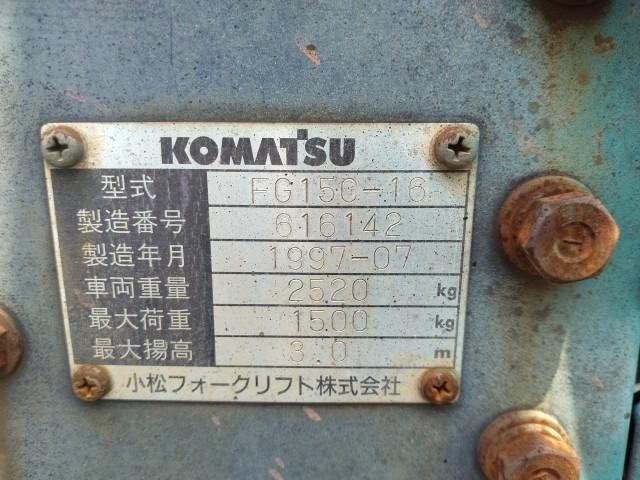 KOMATSU
型式 FG15C-16
製造番号 616142
製造年月 1997-07
車両重量 2520 kg
最大荷重 1500 kg
最大揚高 3.0 m
小松フォークリフト株式会社